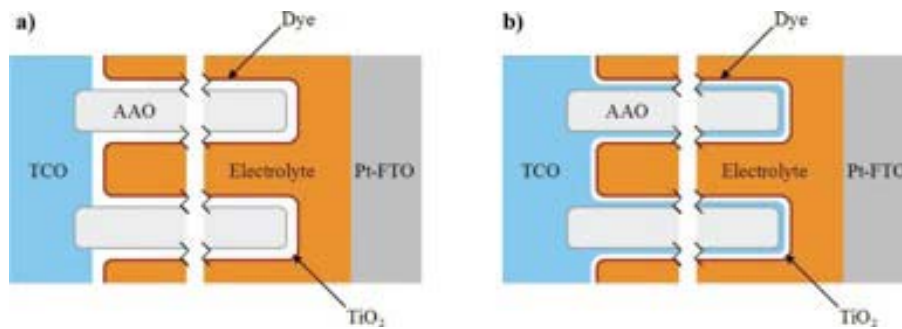 a)
Dye
AAO
TCO
Electrolyte
Pt-FTO
TiO₂
b)
Dye
AAO
TCO
Electrolyte
Pt-FTO
TiO₂